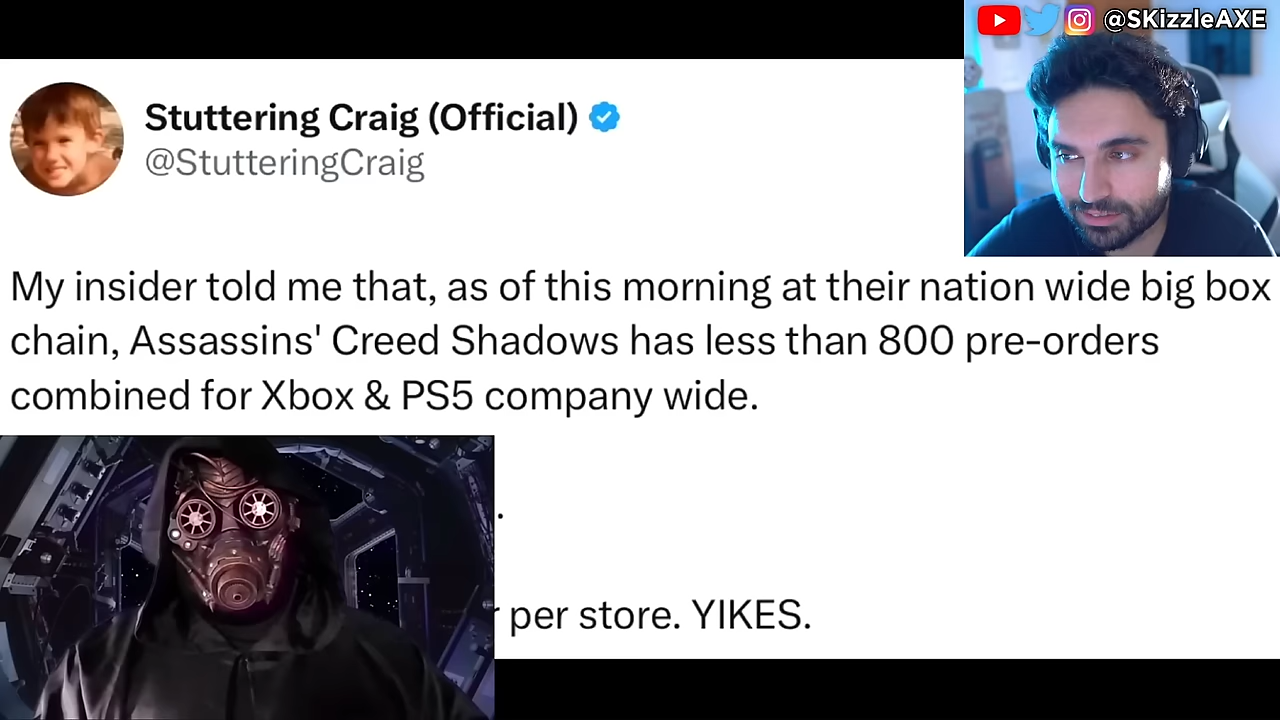 @SKizzleAXE
Stuttering Craig (Official)
@StutteringCraig
My insider told me that, as of this morning at their nation wide big box
chain, Assassins' Creed Shadows has less than 800 pre-orders
combined for Xbox & PS5 company wide.
.
per store. YIKES.